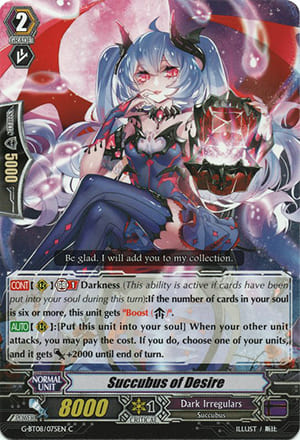 2
GRADE
SHIELD
5000
Be glad. I will add you to my collection.
CONT 1 Darkness (This ability is active if cards have been
put into your soul during this turn):If the number of cards in your soul
is six or more, this unit gets "Boost".
AUTO :[Put this unit into your soul] When your other unit
attacks, you may pay the cost. If you do, choose one of your units,
and it gets +2000 until end of turn.
NORMAL
UNIT
Succubus of Desire
POWER
8000
1
CRITICAL
Dark Irregulars
Succubus
G-BT08/075EN C
ILLUST /